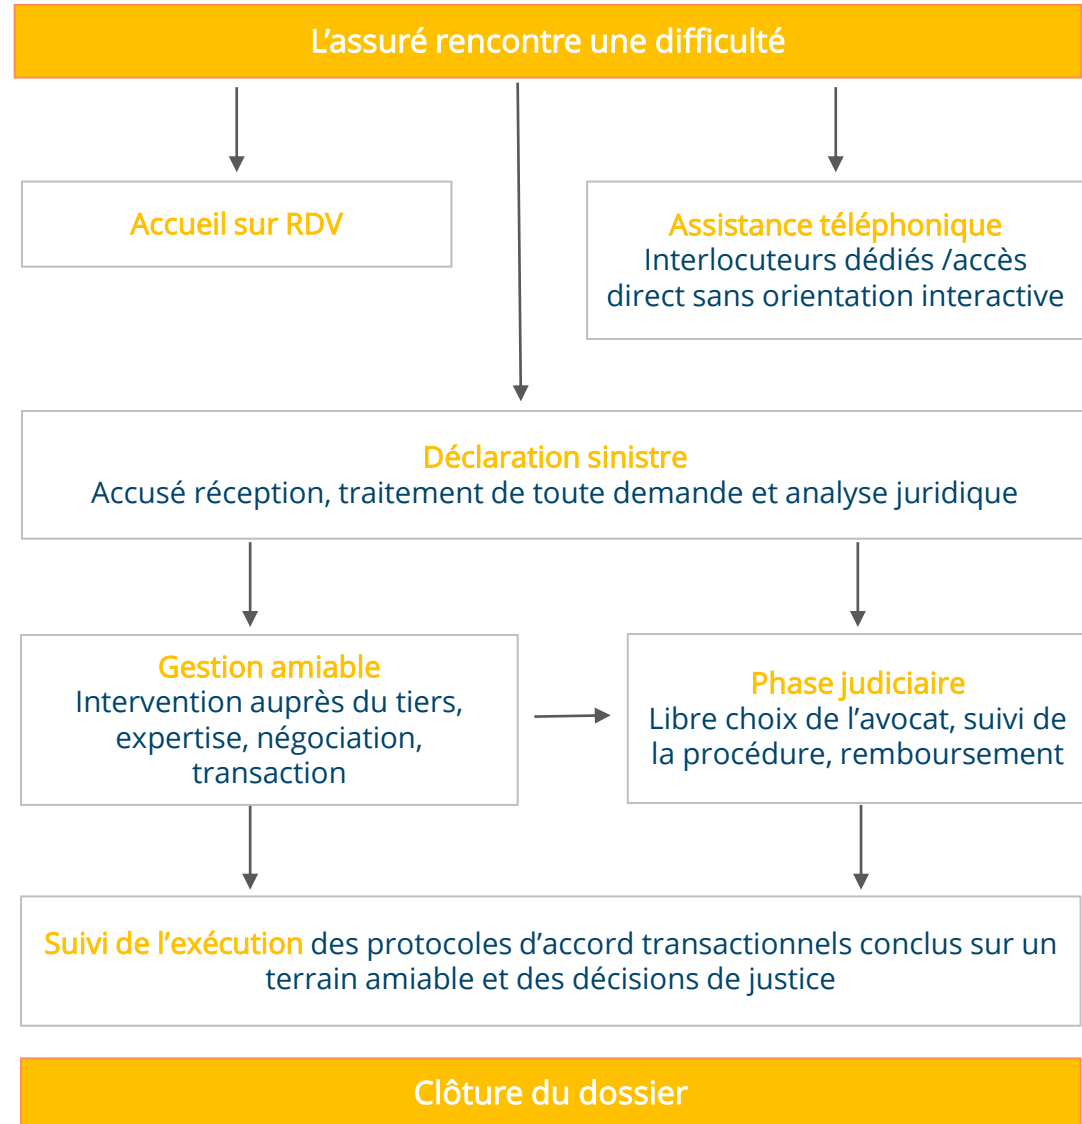 L’assuré rencontre une difficulté
Accueil sur RDV
Assistance téléphonique
Interlocuteurs dédiés /accès
direct sans orientation interactive
Déclaration sinistre
Accusé réception, traitement de toute demande et analyse juridique
Gestion amiable
Intervention auprès du tiers,
expertise, négociation,
transaction
Phase judiciaire
Libre choix de l’avocat, suivi de
la procédure, remboursement
Suivi de l’exécution des protocoles d’accord transactionnels conclus sur un
terrain amiable et des décisions de justice
Clôture du dossier